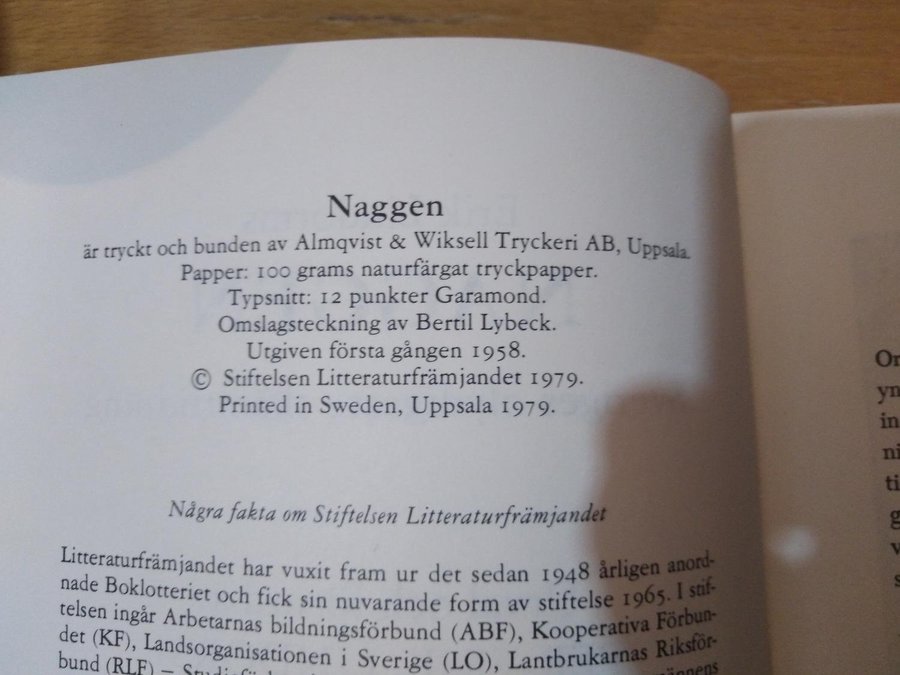 Naggen
är tryckt och bunden av Almqvist & Wiksell Tryckeri AB, Uppsala.
Papper: 100 grams naturfärgat tryckpapper.
Typsnitt: 12 punkter Garamond.
Omslagsteckning av Bertil Lybeck.
Utgiven första gången 1958.
© Stiftelsen Litteraturfrämjandet 1979.
Printed in Sweden, Uppsala 1979.
Några fakta om Stiftelsen Litteraturfrämjandet
Litteraturfrämjandet har vuxit fram ur det sedan 1948 årligen anord-
nade Boklotteriet och fick sin nuvarande form av stiftelse 1965. I stif-
telsen ingår Arbetarnas bildningsförbund (ABF), Kooperativa Förbun-
det (KF), Landsorganisationen i Sverige (LO), Lantbrukarnas Riksför-
bund (RLF) –